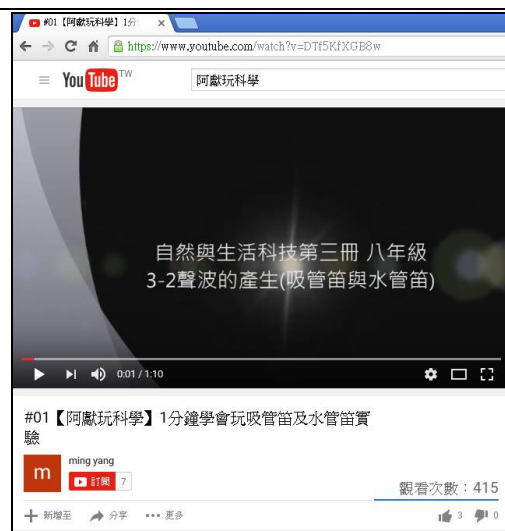 #01【阿獻玩科學】1分
https://www.youtube.com/watch?v=DTf5KfXGB8w
YouTube TW
阿獻玩科學
自然與生活科技第三冊 八年級
3-2聲波的產生(吸管笛與水管笛)
0:01 / 1:10
#01【阿獻玩科學】1分鐘學會玩吸管笛及水管笛實
驗
m
ming yang
訂閱 7
觀看次數：415
新增至 分享 更多
3 0